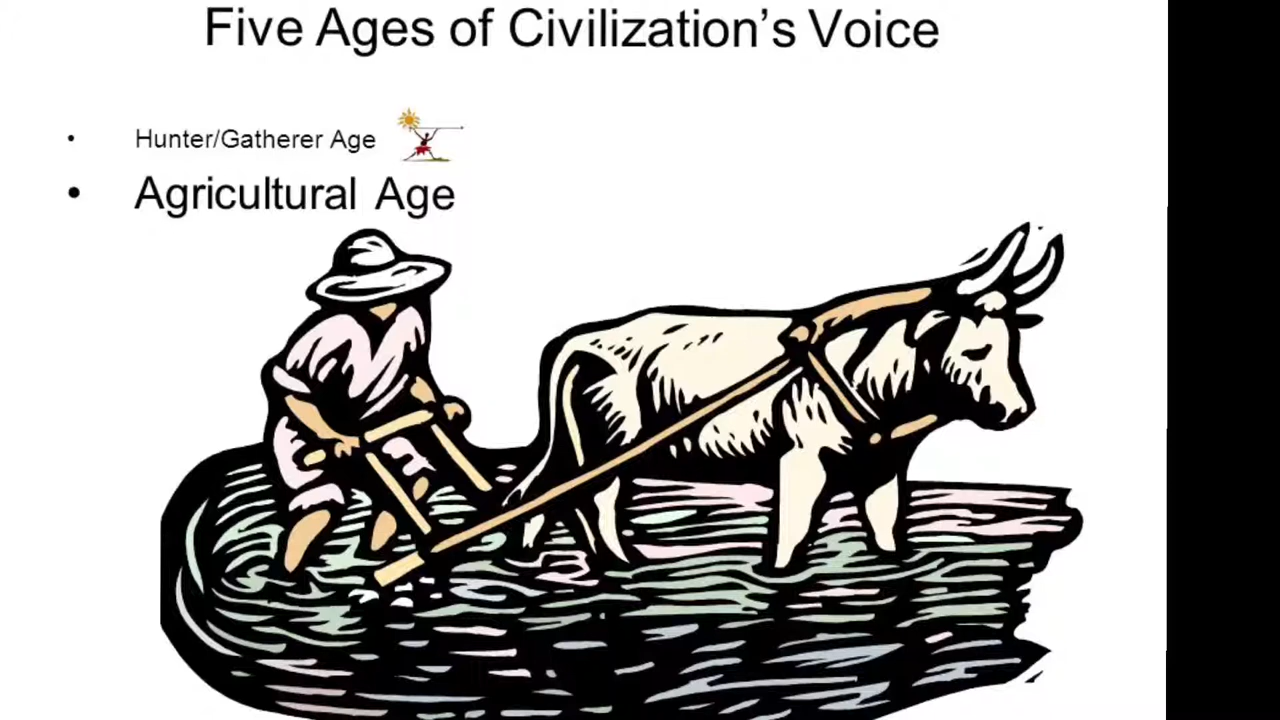 Five Ages of Civilization’s Voice
• Hunter/Gatherer Age
• Agricultural Age